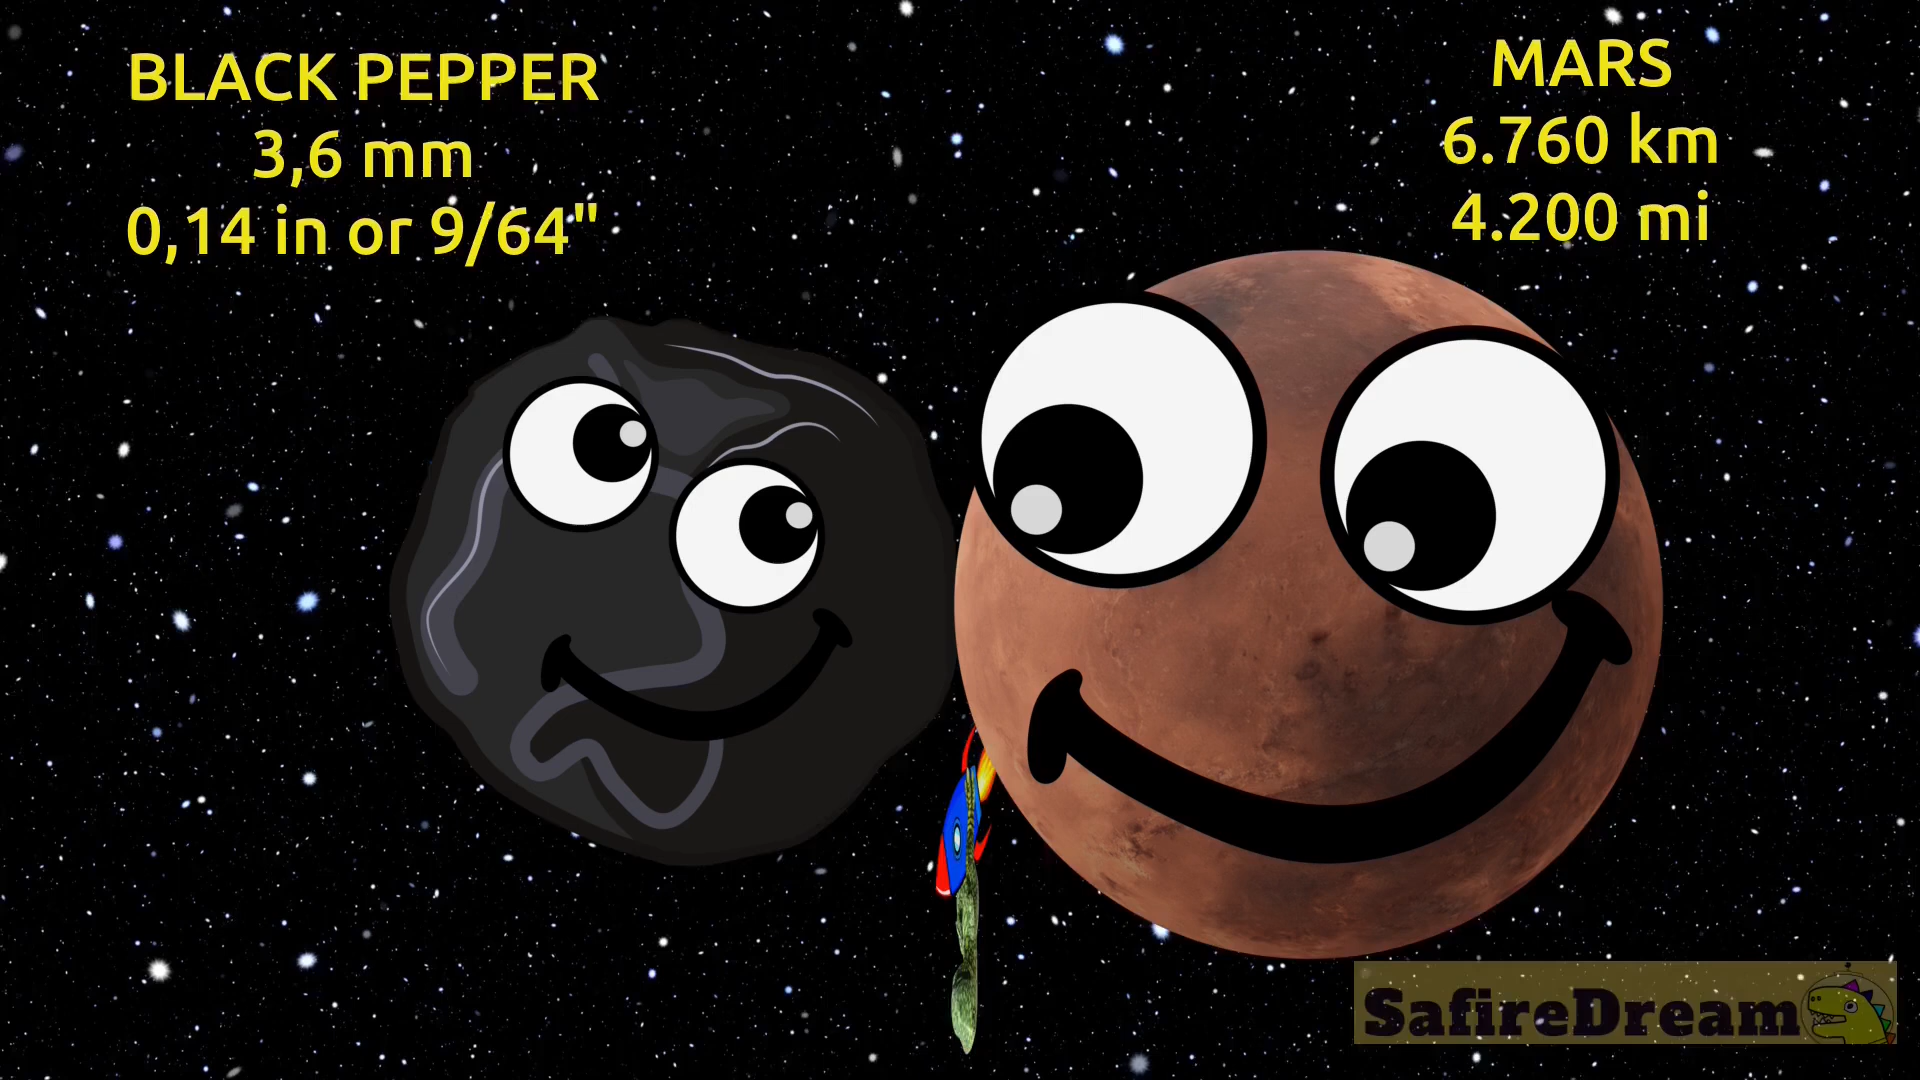 BLACK PEPPER
3,6 mm
0,14 in or 9/64"
MARS
6.760 km
4.200 mi
SafireDream